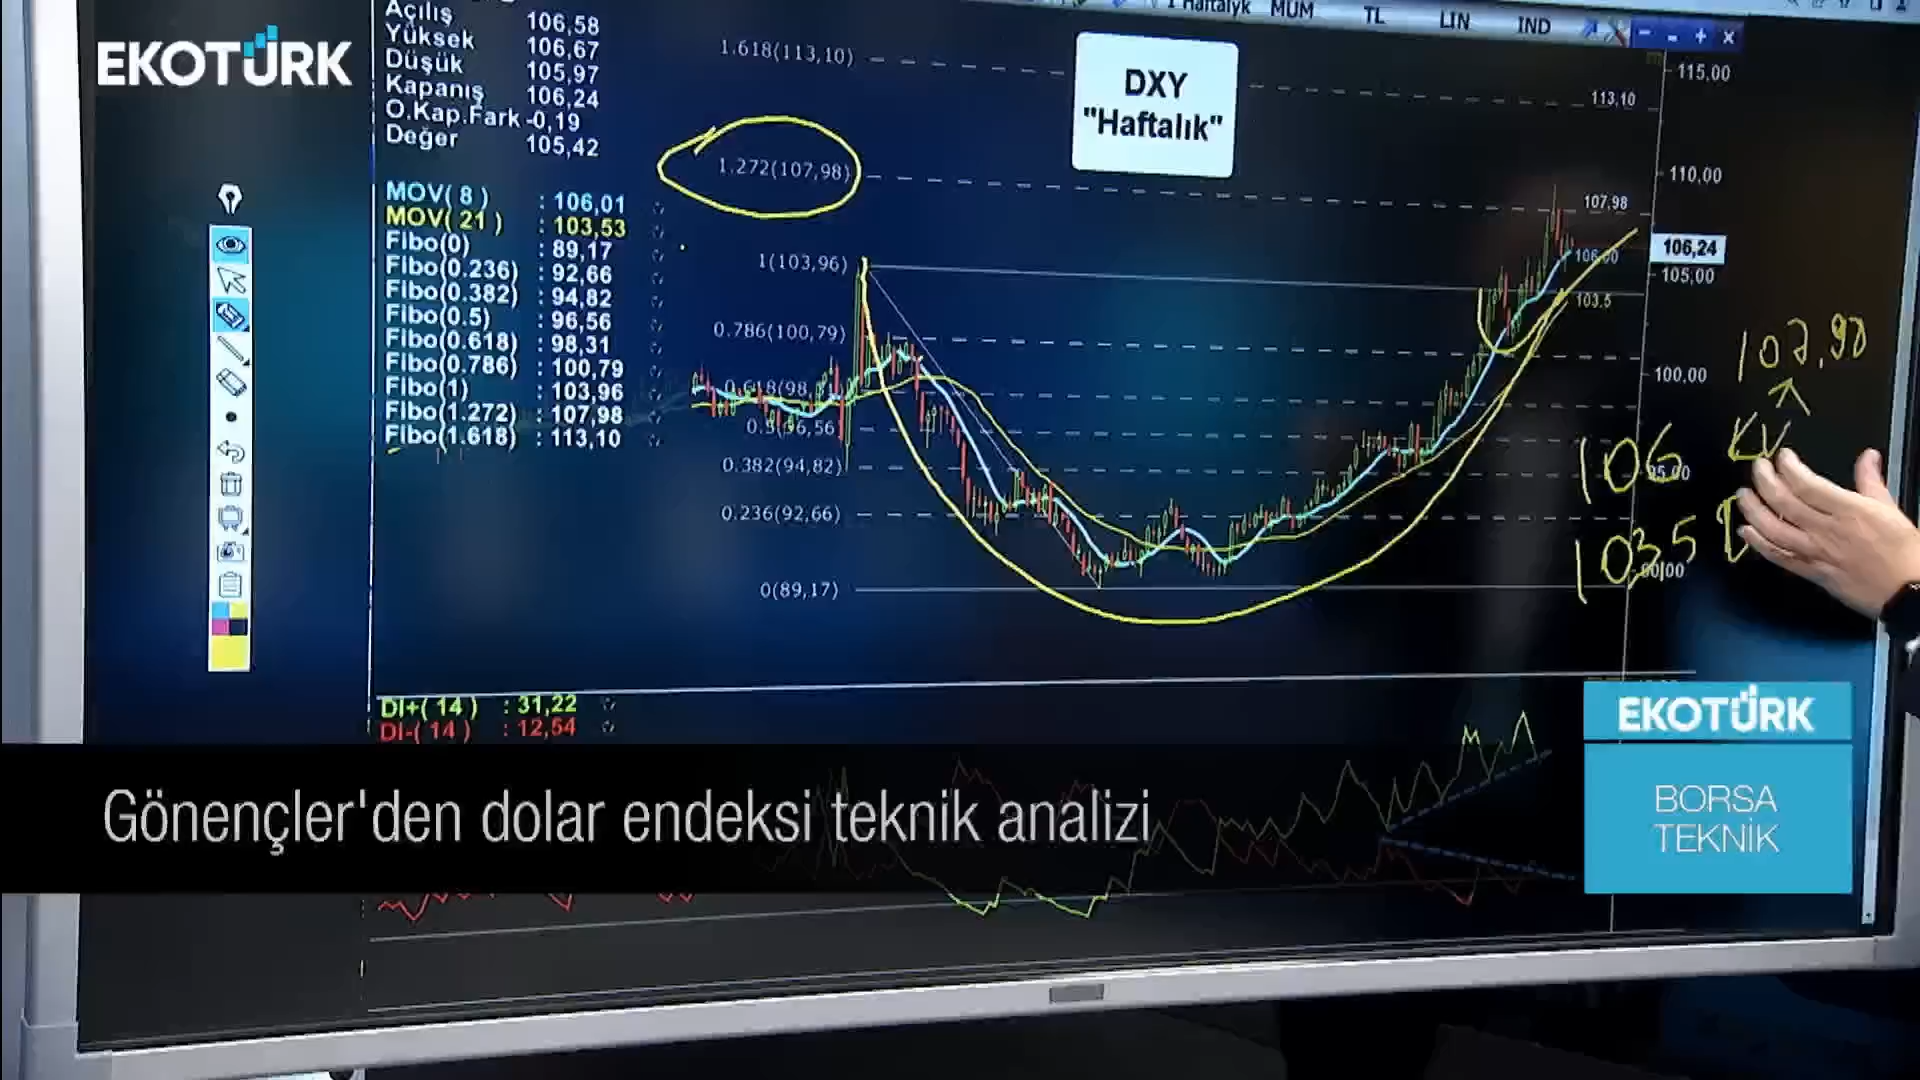 EKOTÜRK
Açılış 106,58
Yüksek 106,67
Düşük 105,97
Kapanış 106,24
O.Kap.Fark -0,19
Değer 105,42
MOV( 8 ) : 106,01
MOV( 21 ) : 103,53
Fibo(0) : 89,17
Fibo(0.236) : 92,66
Fibo(0.382) : 94,82
Fibo(0.5) : 96,56
Fibo(0.618) : 98,31
Fibo(0.786) : 100,79
Fibo(1) : 103,96
Fibo(1.272) : 107,98
Fibo(1.618) : 113,10
1 Haftalyk MUM TL LIN IND
DXY
"Haftalık"
1.618(113,10)
1.272(107,98)
1(103,96)
0.786(100,79)
0.382(94,82)
0.236(92,66)
0(89,17)
113,10
107,98
103.5
115,00
110,00
106,24
105,00
100,00
107.98
106 KV
103.5
DI+( 14 ) : 31,22
DI-( 14 ) : 12,54
Gönençler'den dolar endeksi teknik analizi
EKOTÜRK
BORSA
TEKNİK